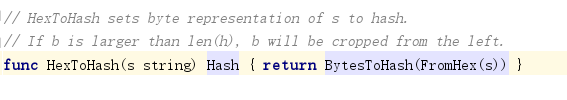 // HexToHash sets byte representation of s to hash.
// If b is larger than len(h), b will be cropped from the left.
func HexToHash(s string) Hash { return BytesToHash(FromHex(s)) }